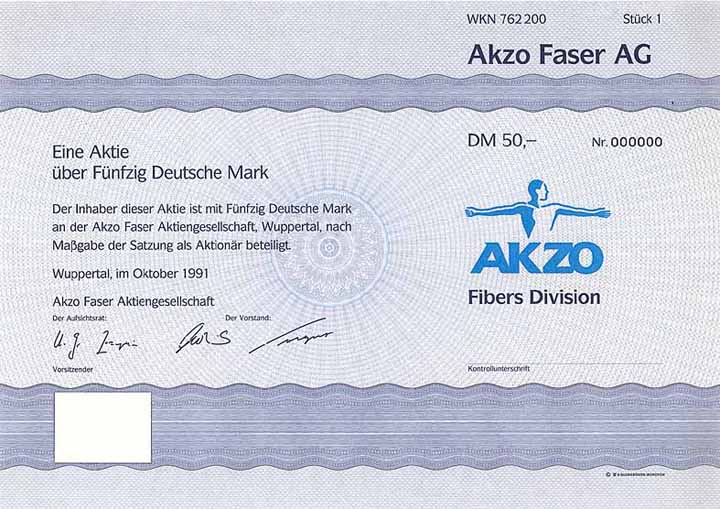 WKN 762 200 Stück 1
Akzo Faser AG
DM 50,– Nr. 000000
Eine Aktie
über Fünfzig Deutsche Mark
Der Inhaber dieser Aktie ist mit Fünfzig Deutsche Mark
an der Akzo Faser Aktiengesellschaft, Wuppertal, nach
Maßgabe der Satzung als Aktionär beteiligt.
Wuppertal, im Oktober 1991
Akzo Faser Aktiengesellschaft
Der Aufsichtsrat: Der Vorstand:
Vorsitzender
AKZO
Fibers Division
Kontrollunterschrift